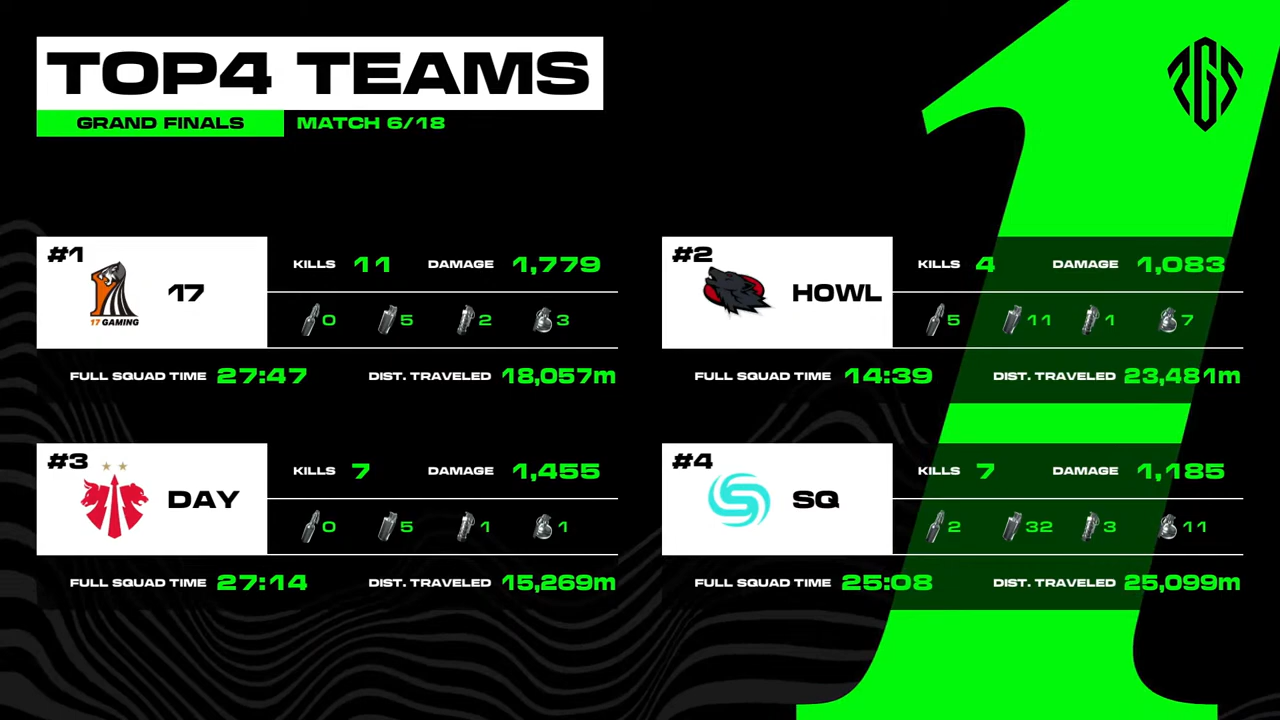 TOP4 TEAMS
GRAND FINALS MATCH 6/18
PGS
#1
17 GAMING
17
KILLS 11 DAMAGE 1,779
0 5 2 3
FULL SQUAD TIME 27:47 DIST. TRAVELED 18,057m
#2
HOWL
KILLS 4 DAMAGE 1,083
5 11 1 7
FULL SQUAD TIME 14:39 DIST. TRAVELED 23,481m
#3
DAY
KILLS 7 DAMAGE 1,455
0 5 1 1
FULL SQUAD TIME 27:14 DIST. TRAVELED 15,269m
#4
SQ
KILLS 7 DAMAGE 1,185
2 32 3 11
FULL SQUAD TIME 25:08 DIST. TRAVELED 25,099m
1